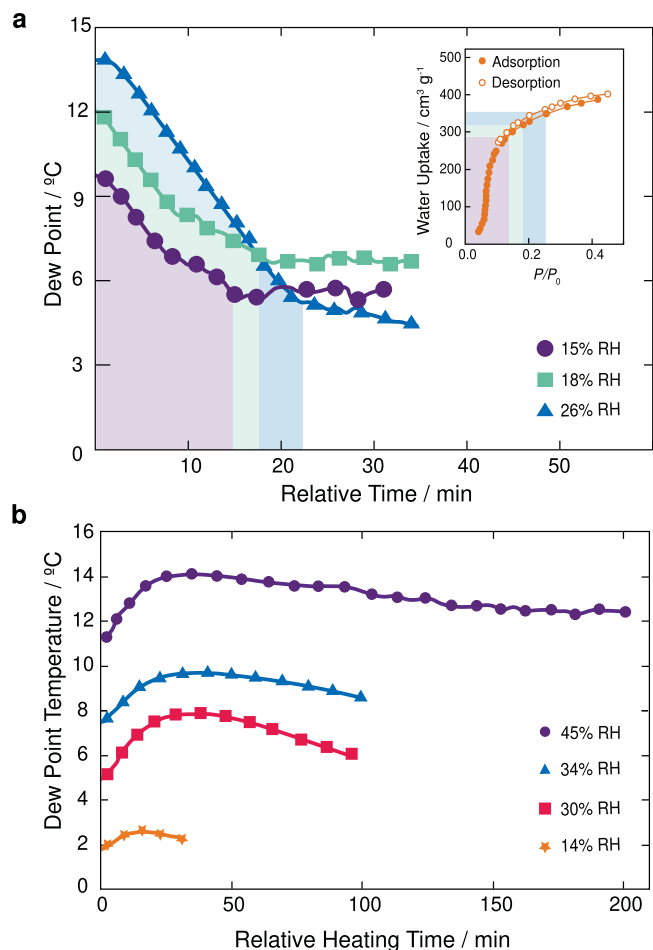 a
15
12
9
6
3
0
Dew Point / ºC
10
20
30
40
50
Relative Time / min
15% RH
18% RH
26% RH
500
400
300
200
100
0
Water Uptake / cm³ g⁻¹
0.0
0.2
0.4
P/P₀
Adsorption
Desorption
b
16
14
12
10
8
6
4
2
0
Dew Point Temperature / ºC
0
50
100
150
200
Relative Heating Time / min
45% RH
34% RH
30% RH
14% RH